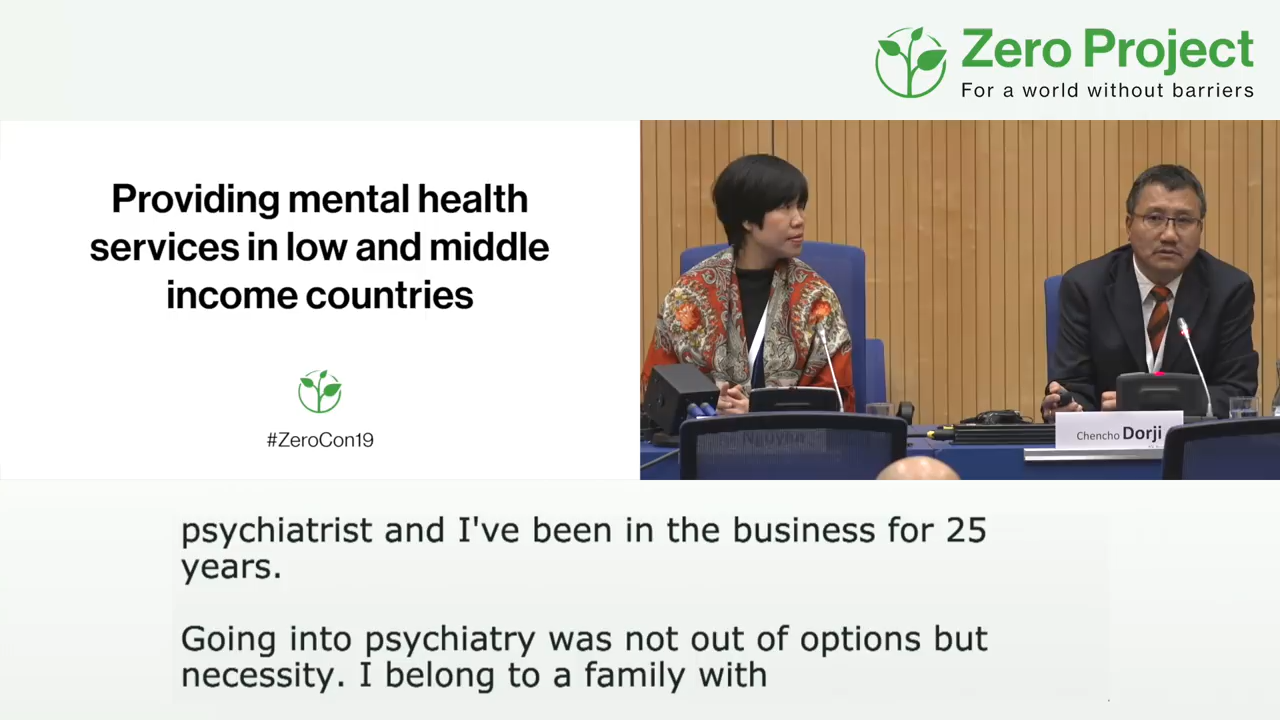 Zero Project
For a world without barriers
Providing mental health
services in low and middle
income countries
#ZeroCon19
Chencho Dorji
psychiatrist and I've been in the business for 25
years.
Going into psychiatry was not out of options but
necessity. I belong to a family with